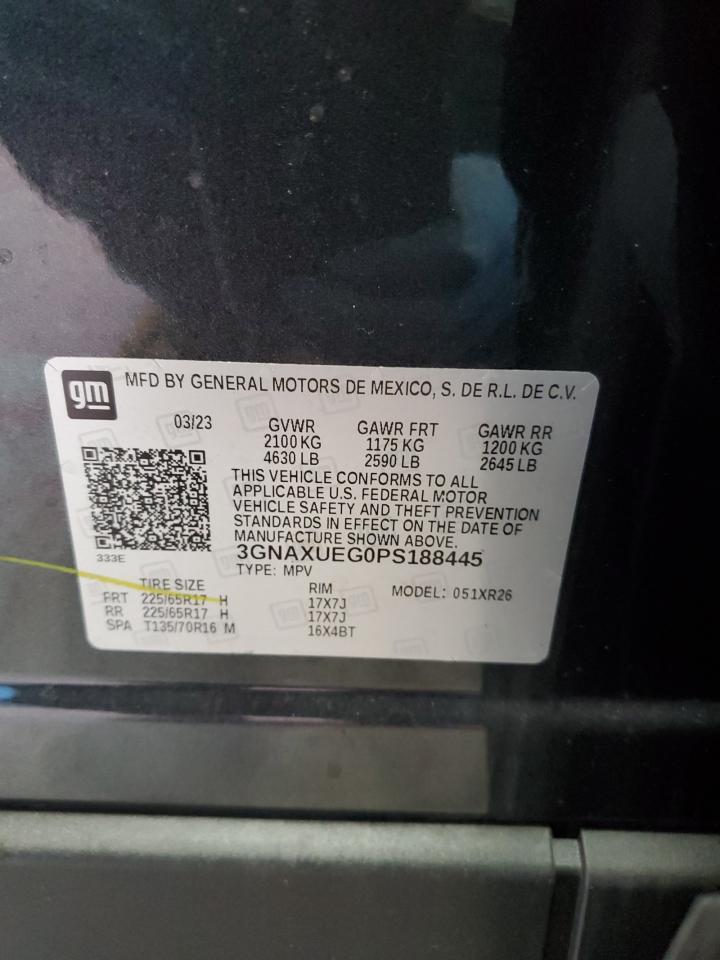 gm MFD BY GENERAL MOTORS DE MEXICO, S. DE R.L. DE C.V.
03/23 GVWR GAWR FRT GAWR RR
2100 KG 1175 KG 1200 KG
4630 LB 2590 LB 2645 LB
THIS VEHICLE CONFORMS TO ALL
APPLICABLE U.S. FEDERAL MOTOR
VEHICLE SAFETY AND THEFT PREVENTION
STANDARDS IN EFFECT ON THE DATE OF
MANUFACTURE SHOWN ABOVE.
333E 3GNAXUEG0PS188445
TYPE: MPV
TIRE SIZE RIM MODEL: 051XR26
FRT 225/65R17 H 17X7J
RR 225/65R17 H 17X7J
SPA T135/70R16 M 16X4BT